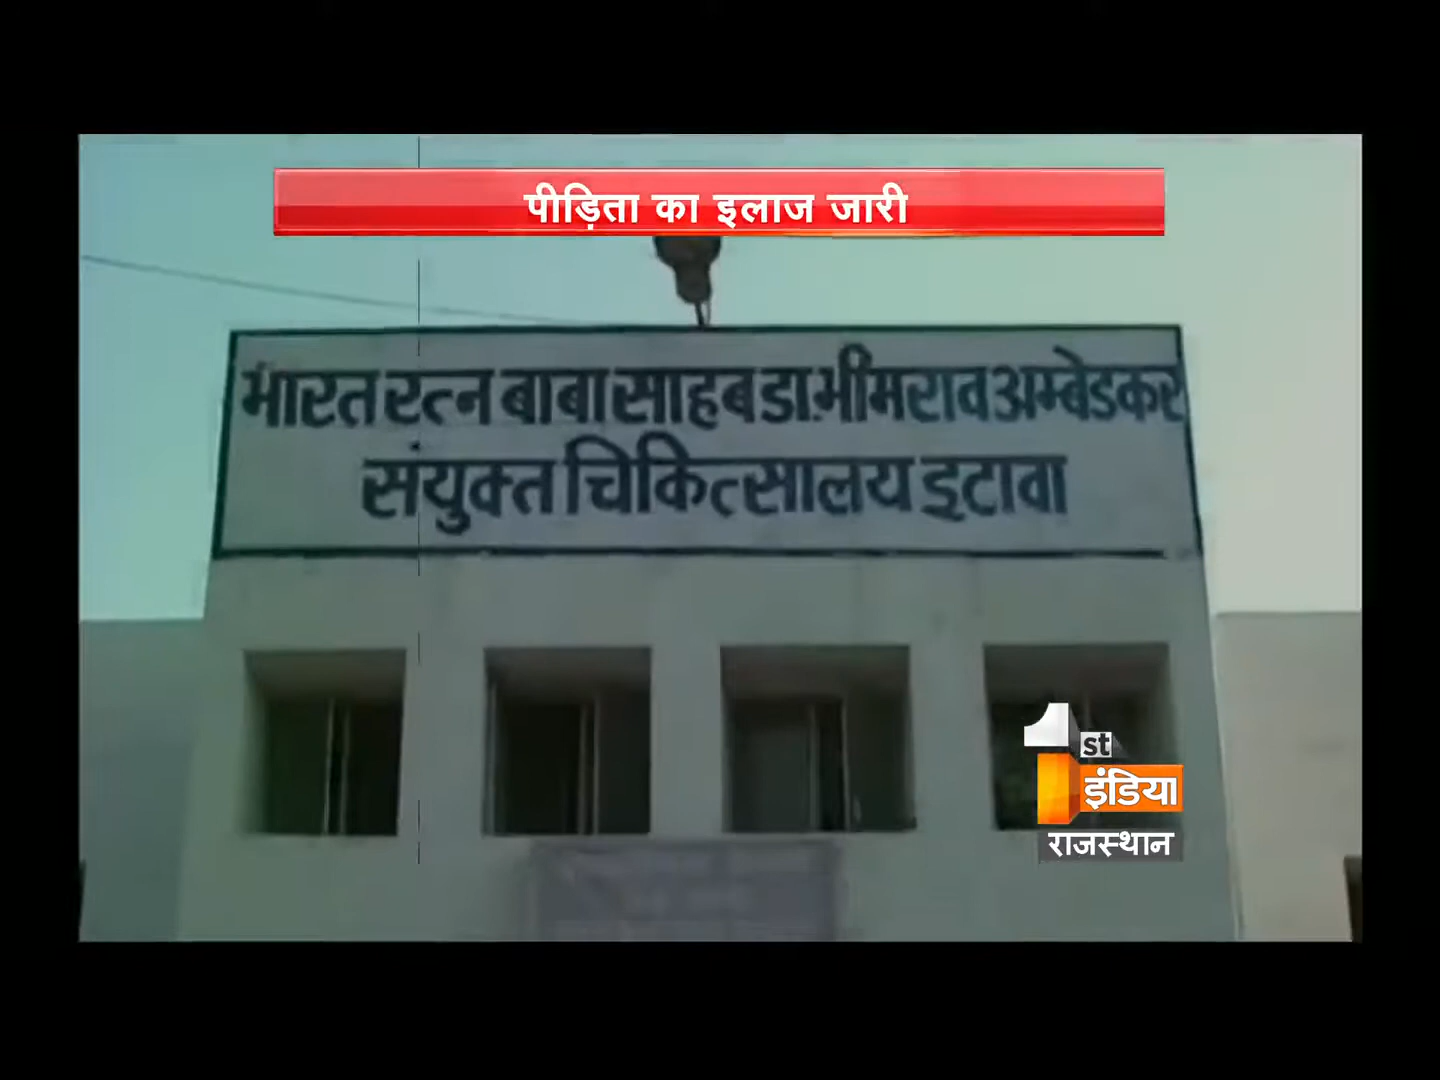 पीड़िता का इलाज जारी
भारत रत्न बाबा साहब डा.भीमराव अम्बेडकर
संयुक्त चिकित्सालय इटावा
1st
इंडिया
राजस्थान